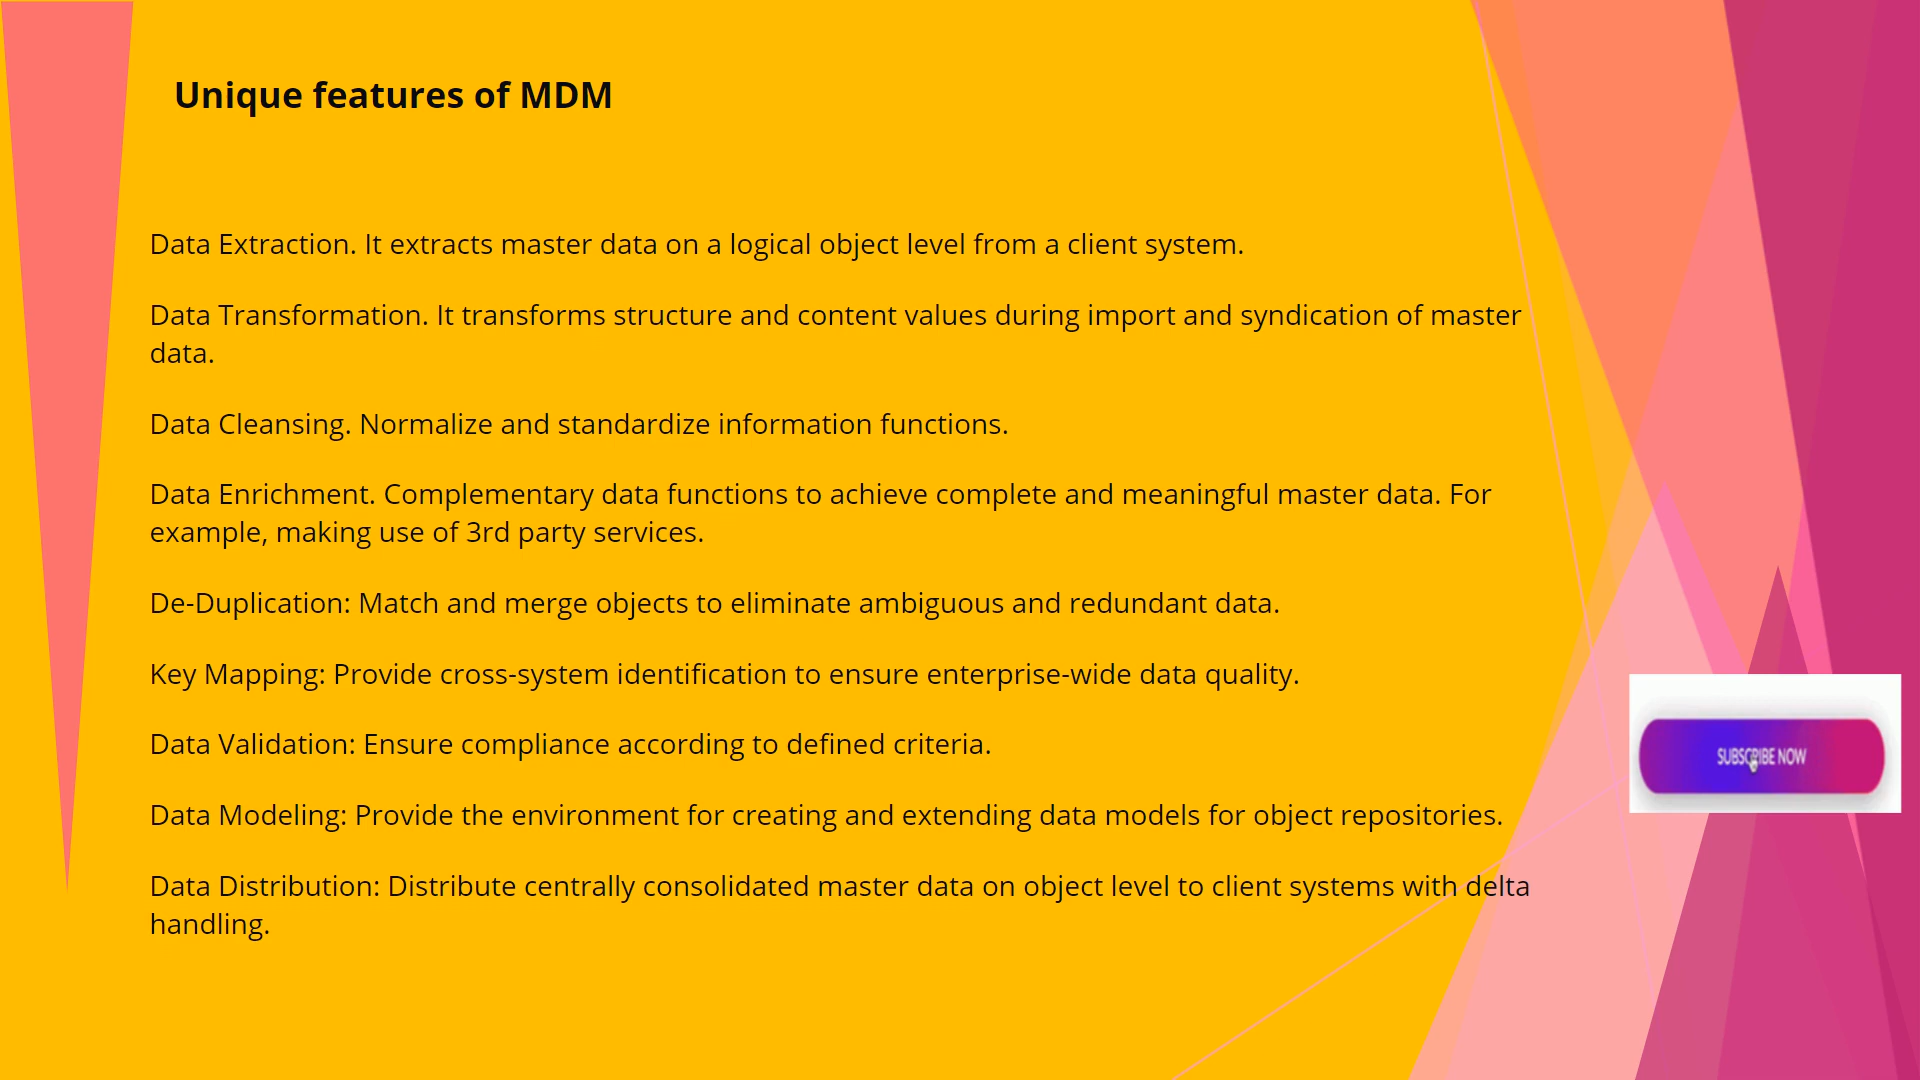 Unique features of MDM
Data Extraction. It extracts master data on a logical object level from a client system.
Data Transformation. It transforms structure and content values during import and syndication of master
data.
Data Cleansing. Normalize and standardize information functions.
Data Enrichment. Complementary data functions to achieve complete and meaningful master data. For
example, making use of 3rd party services.
De-Duplication: Match and merge objects to eliminate ambiguous and redundant data.
Key Mapping: Provide cross-system identification to ensure enterprise-wide data quality.
Data Validation: Ensure compliance according to defined criteria.
Data Modeling: Provide the environment for creating and extending data models for object repositories.
Data Distribution: Distribute centrally consolidated master data on object level to client systems with delta
handling.
SUBSCRIBE NOW